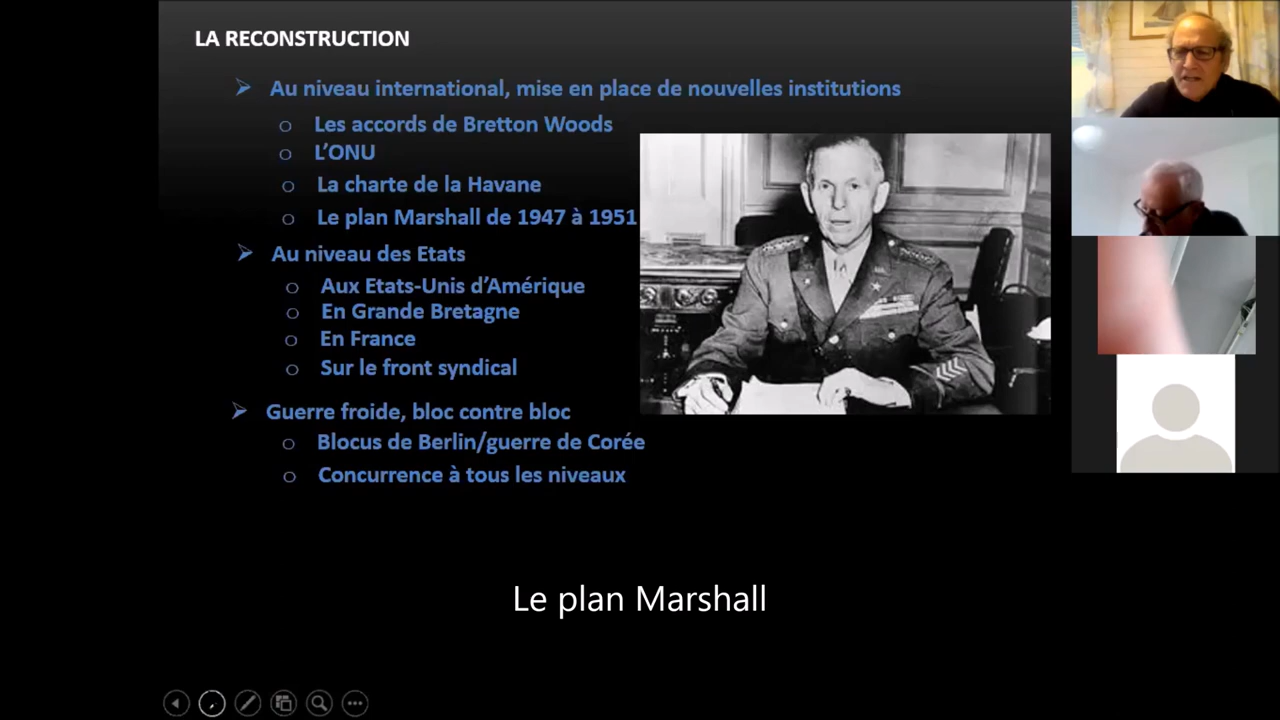 LA RECONSTRUCTION
Au niveau international, mise en place de nouvelles institutions
Les accords de Bretton Woods
L’ONU
La charte de la Havane
Le plan Marshall de 1947 à 1951
Au niveau des Etats
Aux Etats-Unis d’Amérique
En Grande Bretagne
En France
Sur le front syndical
Guerre froide, bloc contre bloc
Blocus de Berlin/guerre de Corée
Concurrence à tous les niveaux
Le plan Marshall